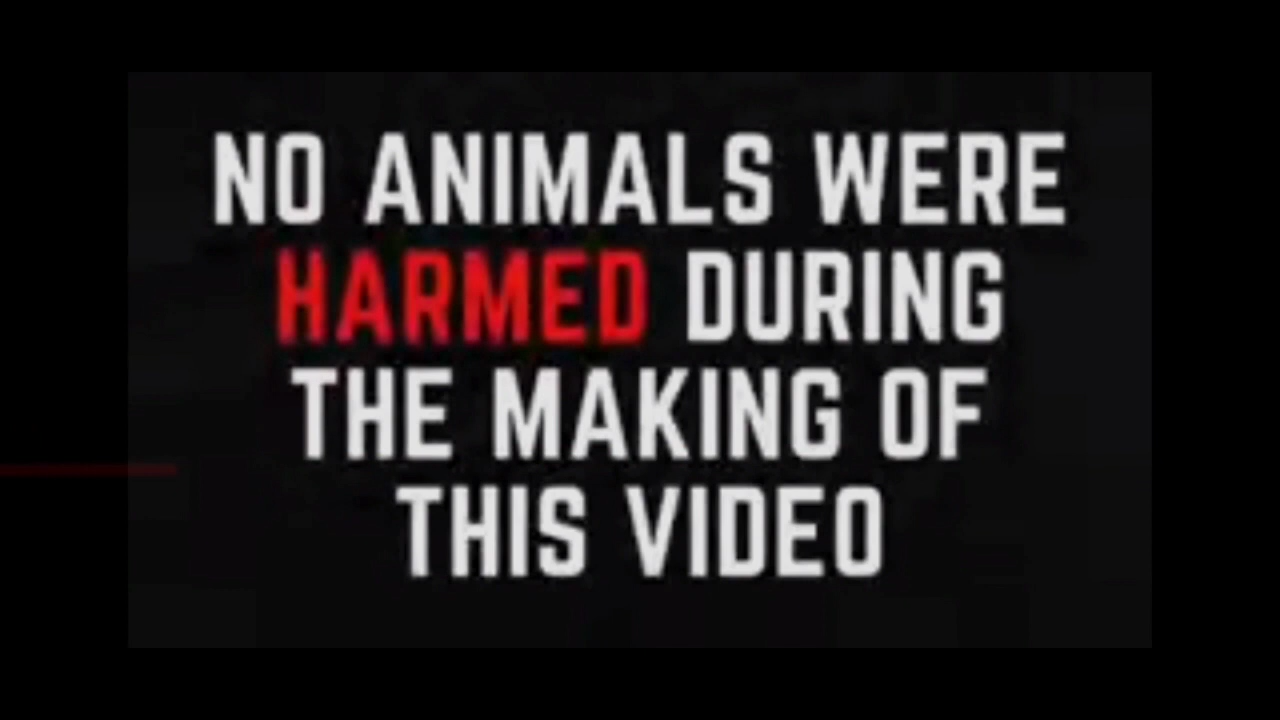 NO ANIMALS WERE
HARMED DURING
THE MAKING OF
THIS VIDEO